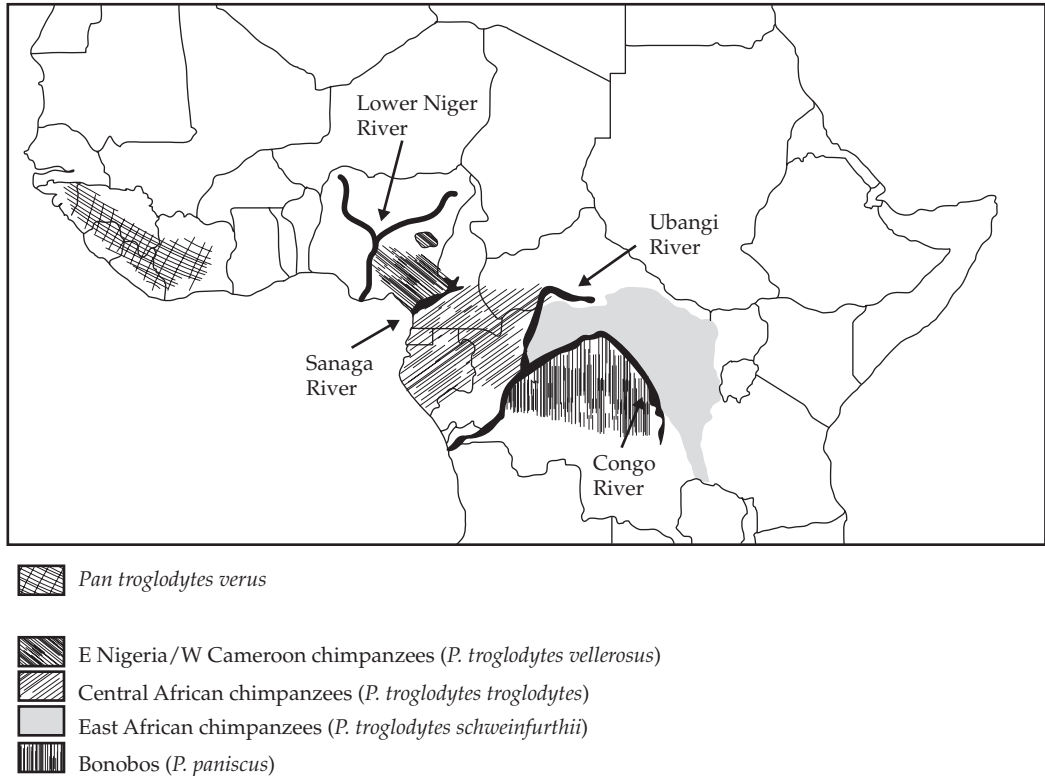 Lower Niger
River
Ubangi
River
Sanaga
River
Congo
River
Pan troglodytes verus
E Nigeria/W Cameroon chimpanzees (P. troglodytes vellerosus)
Central African chimpanzees (P. troglodytes troglodytes)
East African chimpanzees (P. troglodytes schweinfurthii)
Bonobos (P. paniscus)